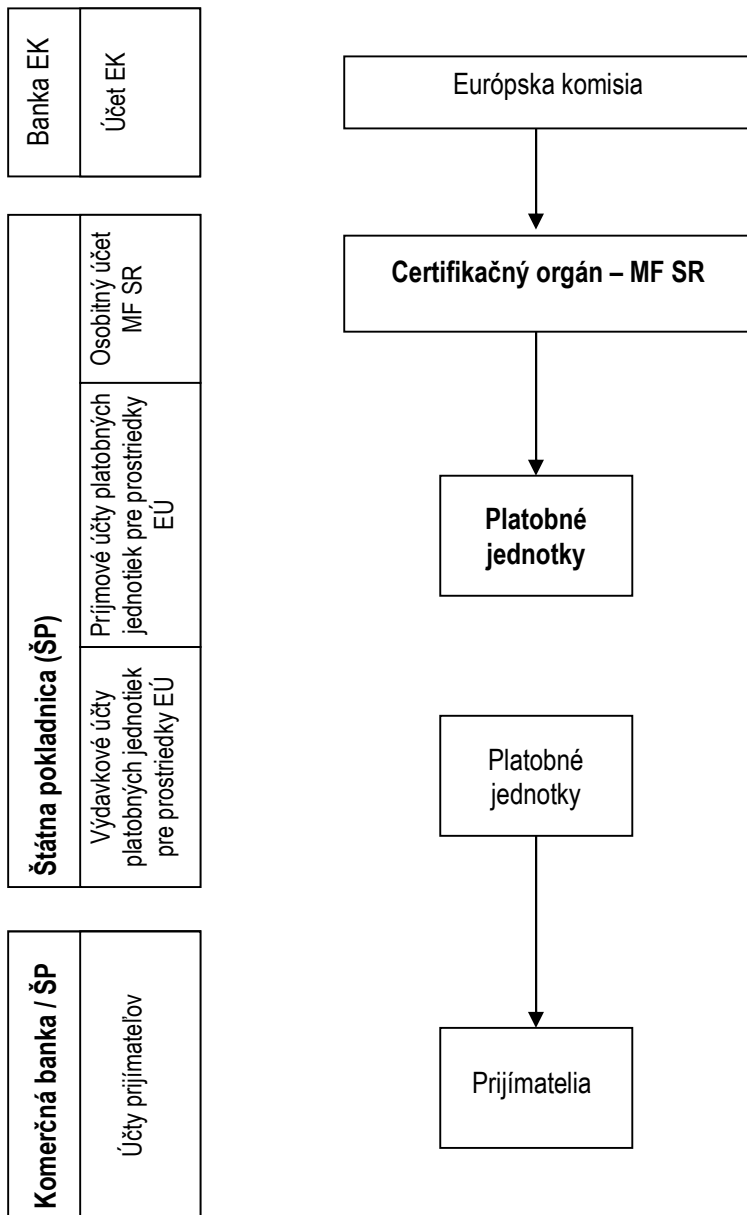 Banka EK
Účet EK
Európska komisia
Štátna pokladnica (ŠP)
Osobitný účet
MF SR
Certifikačný orgán – MF SR
Príjmové účty platobných
jednotiek pre prostriedky
EÚ
Platobné
jednotky
Výdavkové účty
platobných jednotiek
pre prostriedky EÚ
Platobné
jednotky
Komerčná banka / ŠP
Účty prijímateľov
Prijímatelia